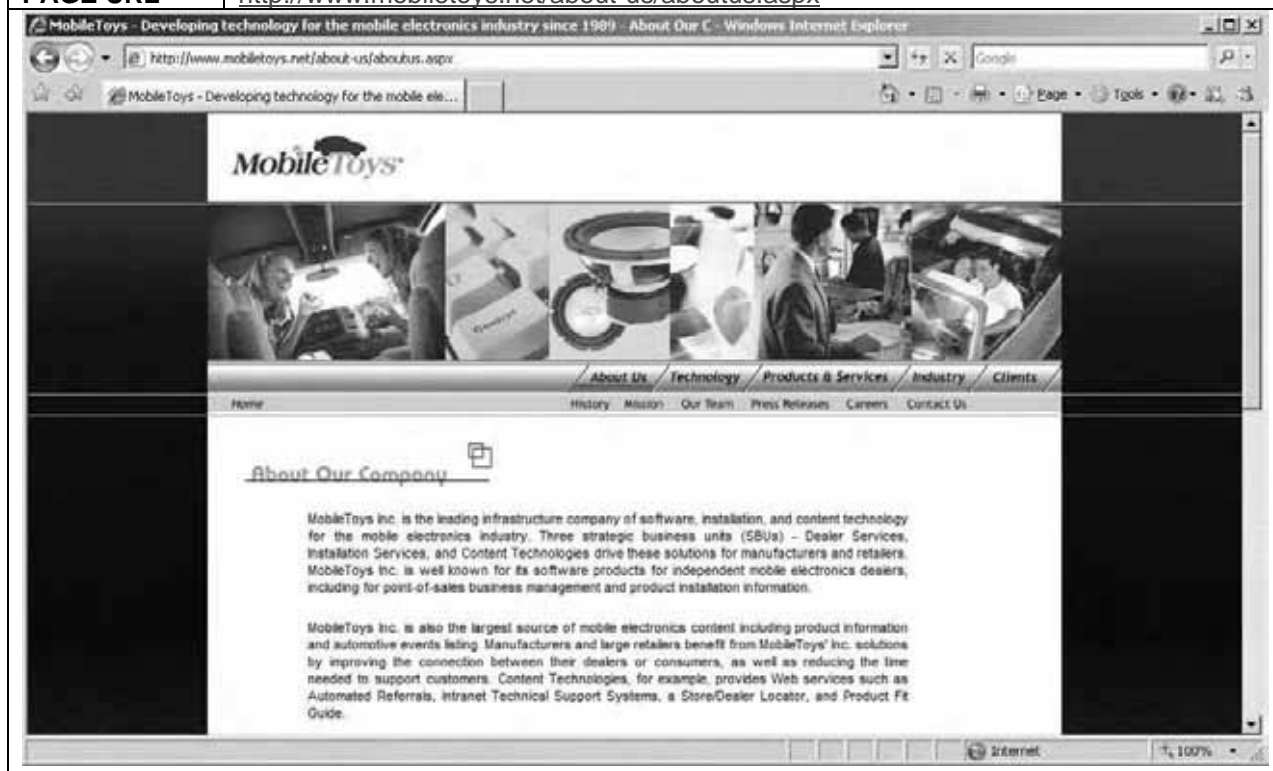 PAGE URL http://www.mobiletoys.net/about-us/aboutus.aspx
MobileToys - Developing technology for the mobile electronics industry since 1989 - About Our C - Windows Internet Explorer
http://www.mobiletoys.net/about-us/aboutus.aspx
Google
MobileToys - Developing technology for the mobile ele...
Page Tools
MobileToys
About Us Technology Products & Services Industry Clients
Home History Mission Our Team Press Releases Careers Contact Us
About Our Company
MobileToys Inc. is the leading infrastructure company of software, installation, and content technology
for the mobile electronics industry. Three strategic business units (SBUs) – Dealer Services,
Installation Services, and Content Technologies drive these solutions for manufacturers and retailers.
MobileToys Inc. is well known for its software products for independent mobile electronics dealers,
including for point-of-sales business management and product installation information.
MobileToys Inc. is also the largest source of mobile electronics content including product information
and automotive events listing. Manufacturers and large retailers benefit from MobileToys' Inc. solutions
by improving the connection between their dealers or consumers, as well as reducing the time
needed to support customers. Content Technologies, for example, provides Web services such as
Automated Referrals, Intranet Technical Support Systems, a Store/Dealer Locator, and Product Fit
Guide.
Internet 100%